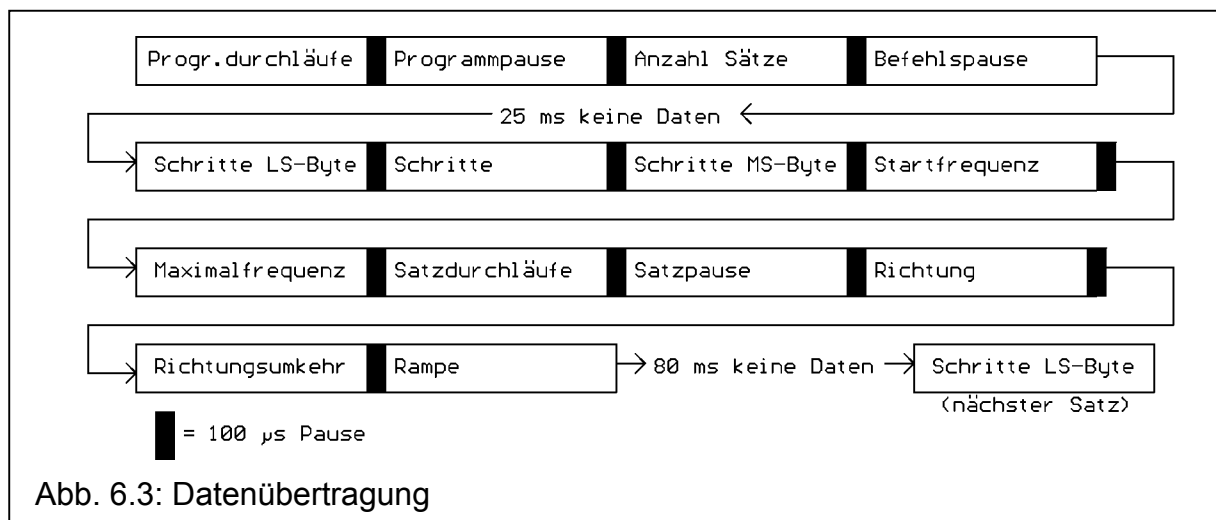 Progr.durchläufe Programmpause Anzahl Sätze Befehlspause
25 ms keine Daten
Schritte LS-Byte Schritte Schritte MS-Byte Startfrequenz
Maximalfrequenz Satzdurchläufe Satzpause Richtung
Richtungsumkehr Rampe 80 ms keine Daten Schritte LS-Byte
(nächster Satz)
= 100 µs Pause
Abb. 6.3: Datenübertragung